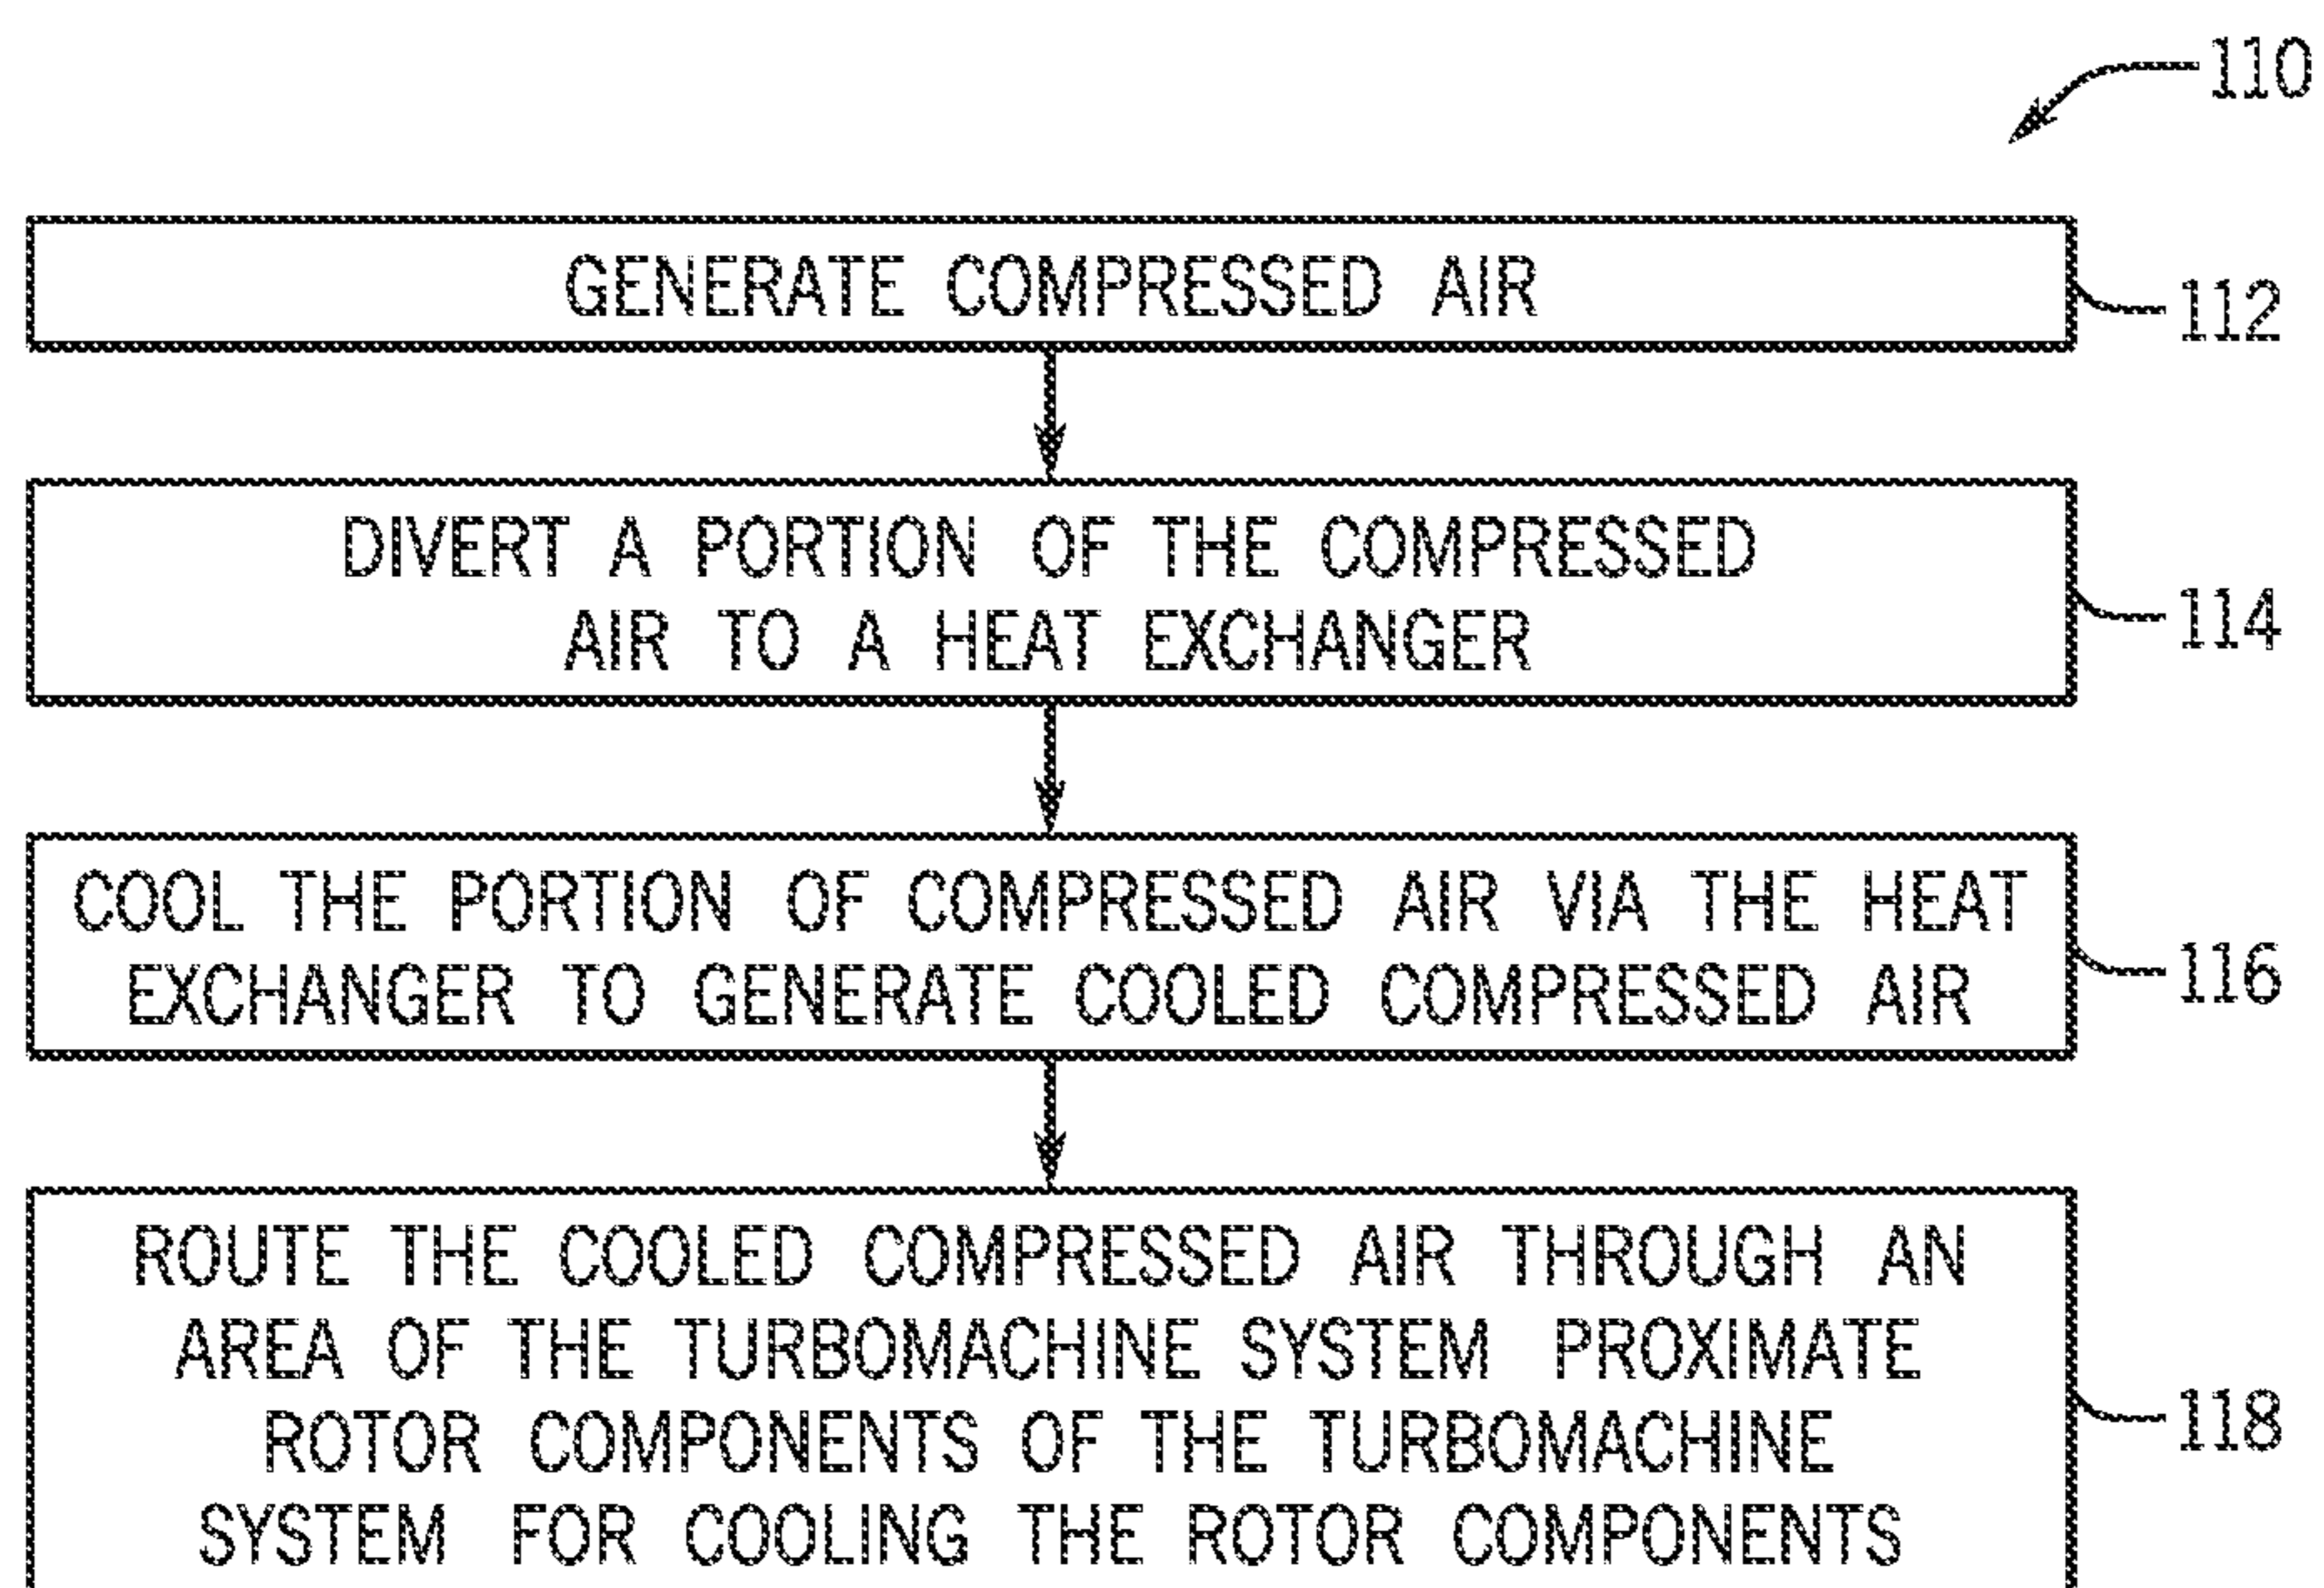 110
GENERATE COMPRESSED AIR
112
DIVERT A PORTION OF THE COMPRESSED
AIR TO A HEAT EXCHANGER
114
COOL THE PORTION OF COMPRESSED AIR VIA THE HEAT
EXCHANGER TO GENERATE COOLED COMPRESSED AIR
116
ROUTE THE COOLED COMPRESSED AIR THROUGH AN
AREA OF THE TURBOMACHINE SYSTEM PROXIMATE
ROTOR COMPONENTS OF THE TURBOMACHINE
SYSTEM FOR COOLING THE ROTOR COMPONENTS
118